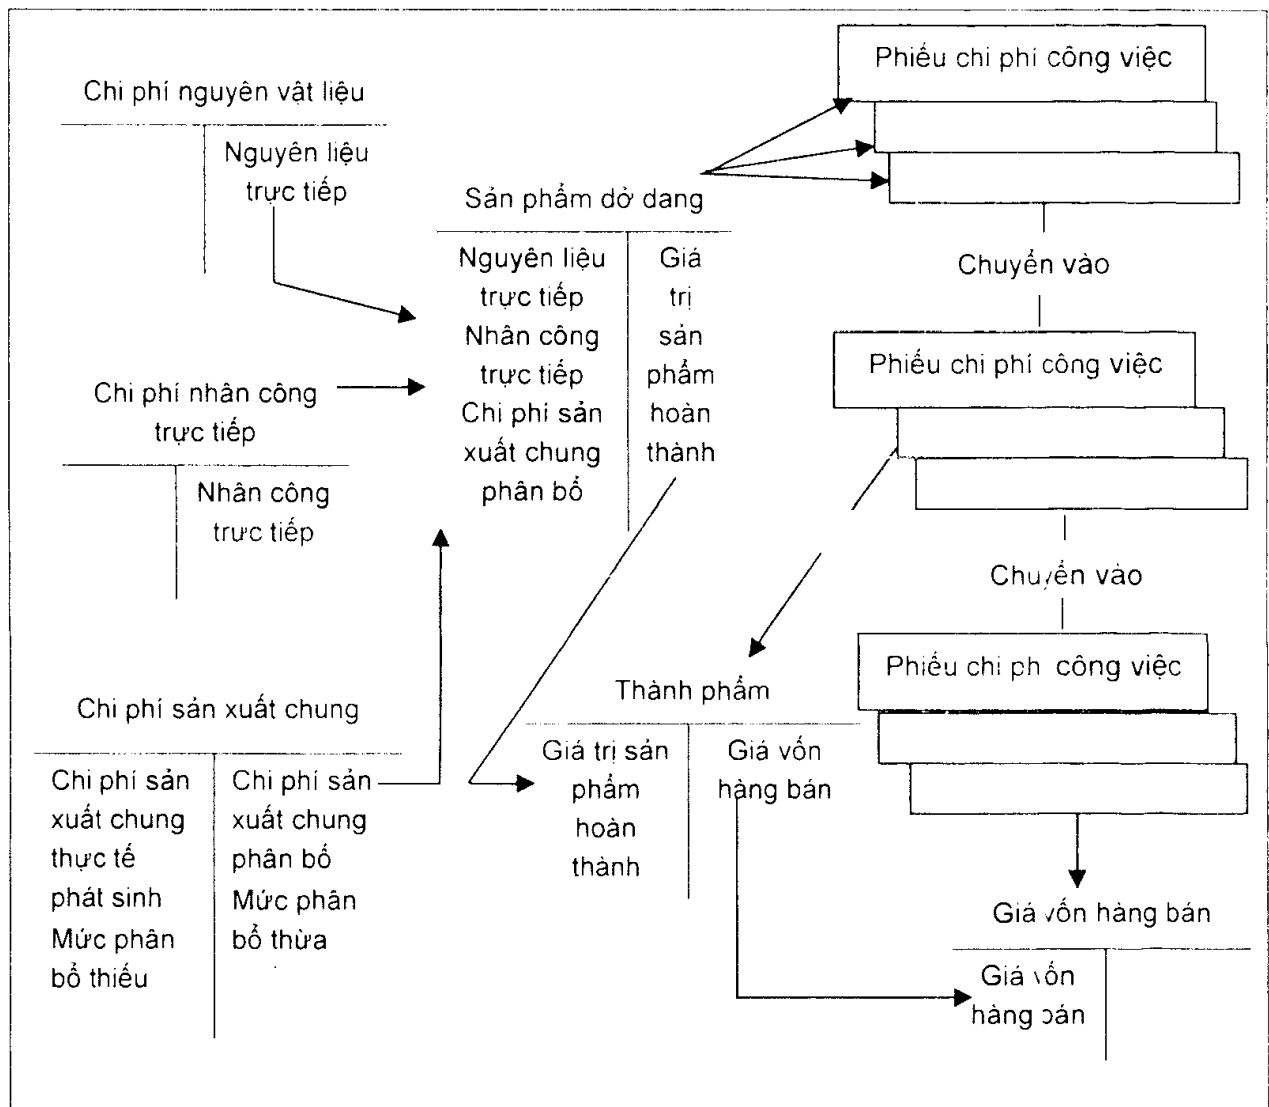 Phiếu chi phí công việc
Chi phí nguyên vật liệu
Nguyên liệu
trực tiếp
Sản phẩm dở dang
Nguyên liệu
trực tiếp
Nhân công
trực tiếp
Chi phí sản
xuất chung
phân bổ
Giá
trị
sản
phẩm
hoàn
thành
Chuyển vào
Phiếu chi phí công việc
Chi phí nhân công
trực tiếp
Nhân công
trực tiếp
Chuyển vào
Phiếu chi ph công việc
Thành phẩm
Giá trị sản
phẩm
hoàn
thành
Giá vốn
hàng bán
Chi phí sản xuất chung
Chi phí sản
xuất chung
thực tế
phát sinh
Mức phân
bổ thiếu
Chi phí sản
xuất chung
phân bổ
Mức phân
bổ thừa
Giá vốn hàng bán
Giá vốn
hàng bán